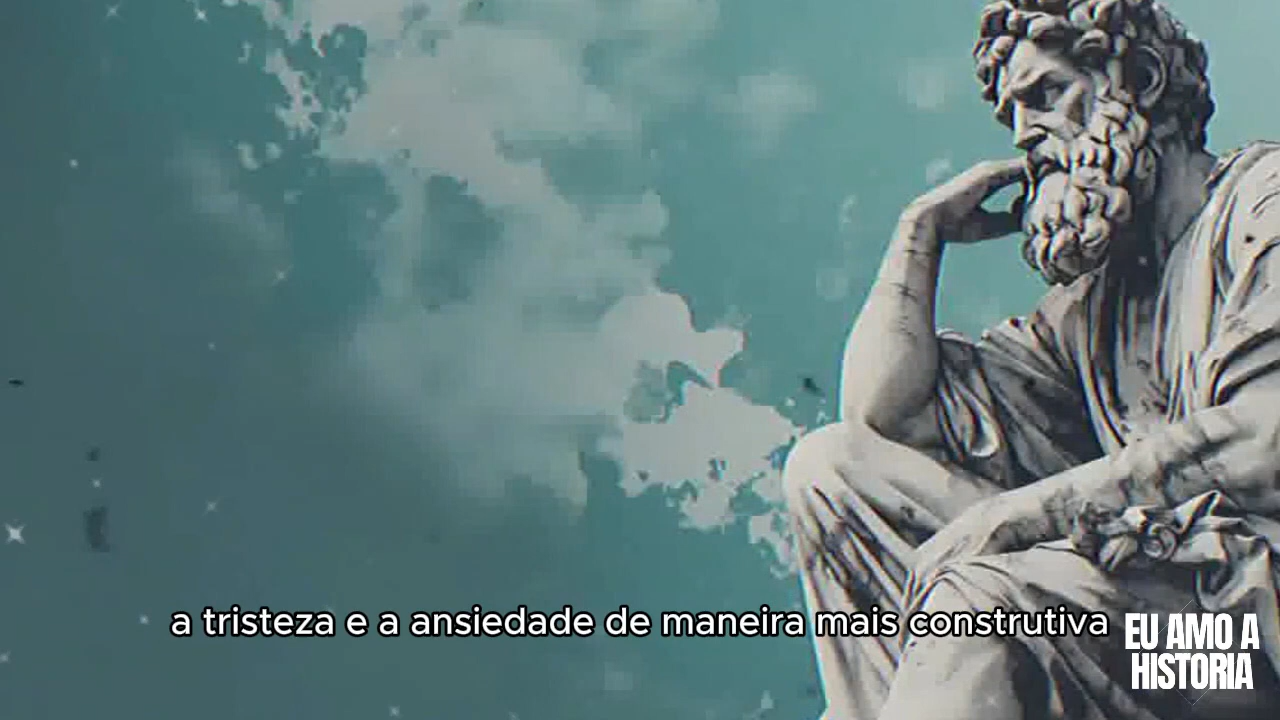 a tristeza e a ansiedade de maneira mais construtiva
EU AMO A
HISTORIA